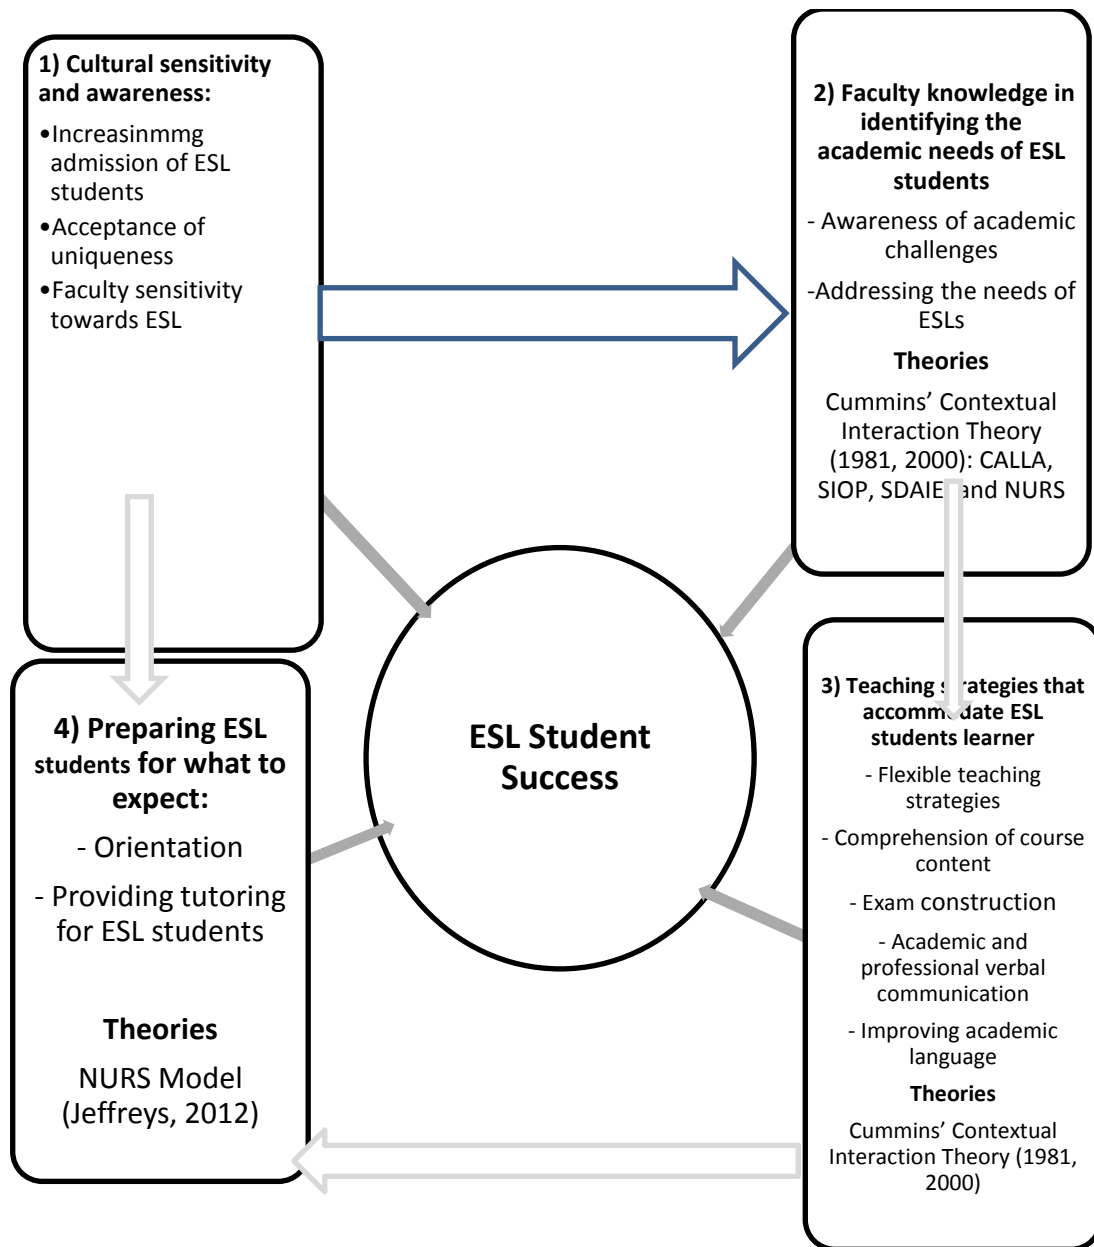 1) Cultural sensitivity
and awareness:
•Increasinmmg
admission of ESL
students
•Acceptance of
uniqueness
•Faculty sensitivity
towards ESL
2) Faculty knowledge in
identifying the
academic needs of ESL
students
- Awareness of academic
challenges
-Addressing the needs of
ESLs
Theories
Cummins’ Contextual
Interaction Theory
(1981, 2000): CALLA,
SIOP, SDAIE, and NURS
ESL Student
Success
3) Teaching strategies that
accommodate ESL
students learner
- Flexible teaching
strategies
- Comprehension of course
content
- Exam construction
- Academic and
professional verbal
communication
- Improving academic
language
Theories
Cummins’ Contextual
Interaction Theory (1981,
2000)
4) Preparing ESL
students for what to
expect:
- Orientation
- Providing tutoring
for ESL students
Theories
NURS Model
(Jeffreys, 2012)